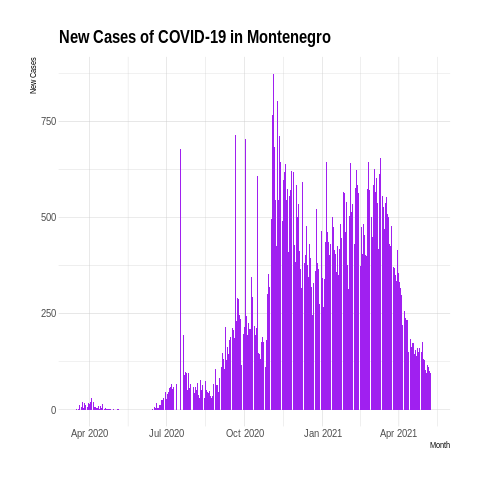 New Cases of COVID-19 in Montenegro
New Cases
750
500
250
0
Apr 2020 Jul 2020 Oct 2020 Jan 2021 Apr 2021
Month